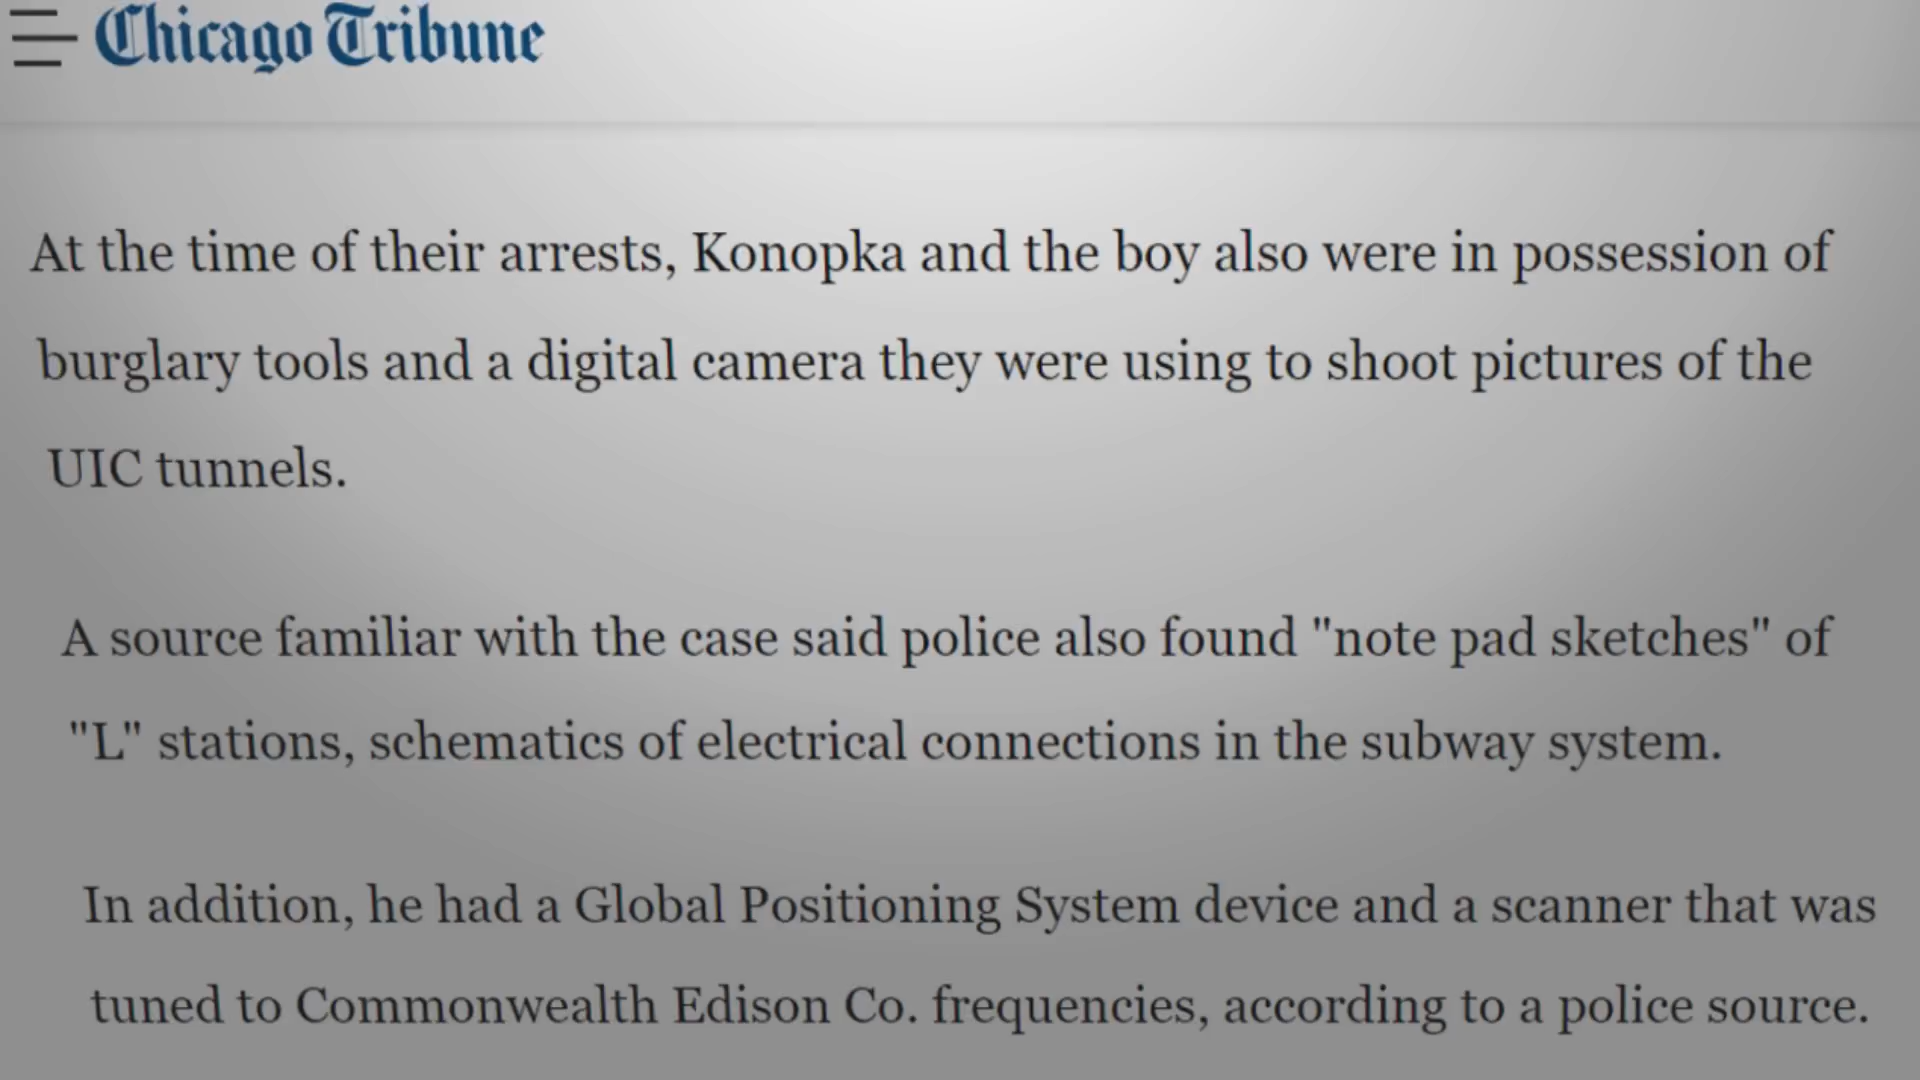 Chicago Tribune
At the time of their arrests, Konopka and the boy also were in possession of
burglary tools and a digital camera they were using to shoot pictures of the
UIC tunnels.
A source familiar with the case said police also found "note pad sketches" of
"L" stations, schematics of electrical connections in the subway system.
In addition, he had a Global Positioning System device and a scanner that was
tuned to Commonwealth Edison Co. frequencies, according to a police source.